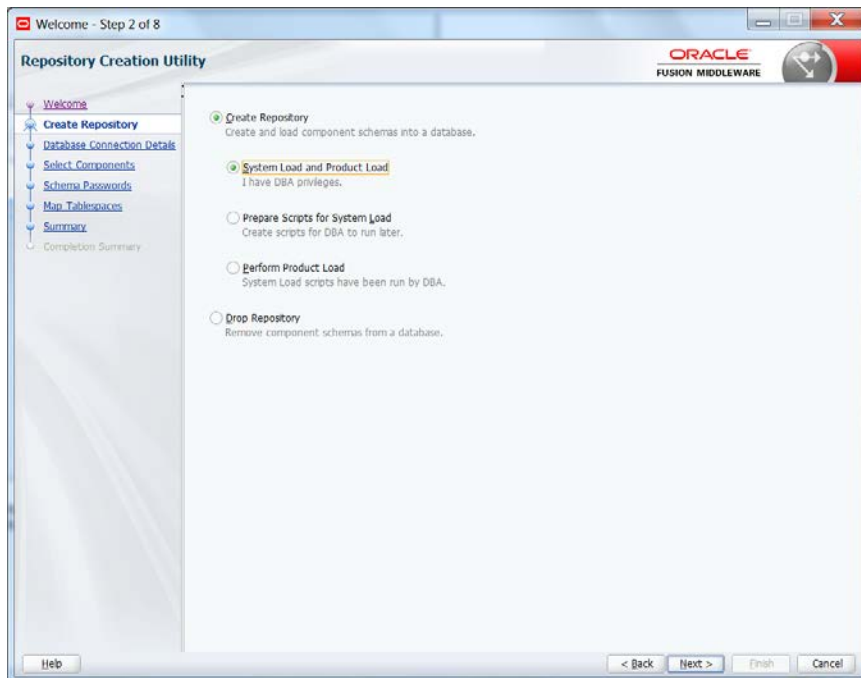 Welcome - Step 2 of 8
Repository Creation Utility
ORACLE
FUSION MIDDLEWARE
Welcome
Create Repository
Database Connection Details
Select Components
Schema Passwords
Map Tablespaces
Summary
Completion Summary
Create Repository
Create and load component schemas into a database.
System Load and Product Load
I have DBA privileges.
Prepare Scripts for System Load
Create scripts for DBA to run later.
Perform Product Load
System Load scripts have been run by DBA.
Drop Repository
Remove component schemas from a database.
Help
< Back
Next >
Finish
Cancel